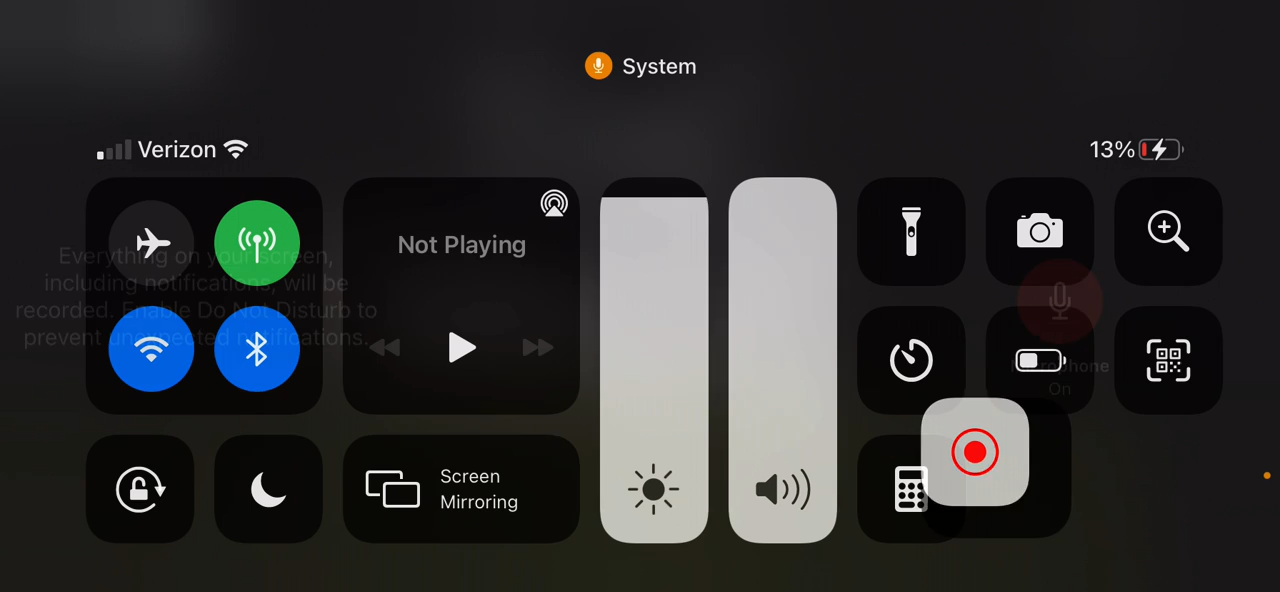 System
Verizon
13%
Everything on your screen,
including notifications, will be
recorded. Enable Do Not Disturb to
prevent unexpected notifications.
Not Playing
Screen
Mirroring
Microphone
On